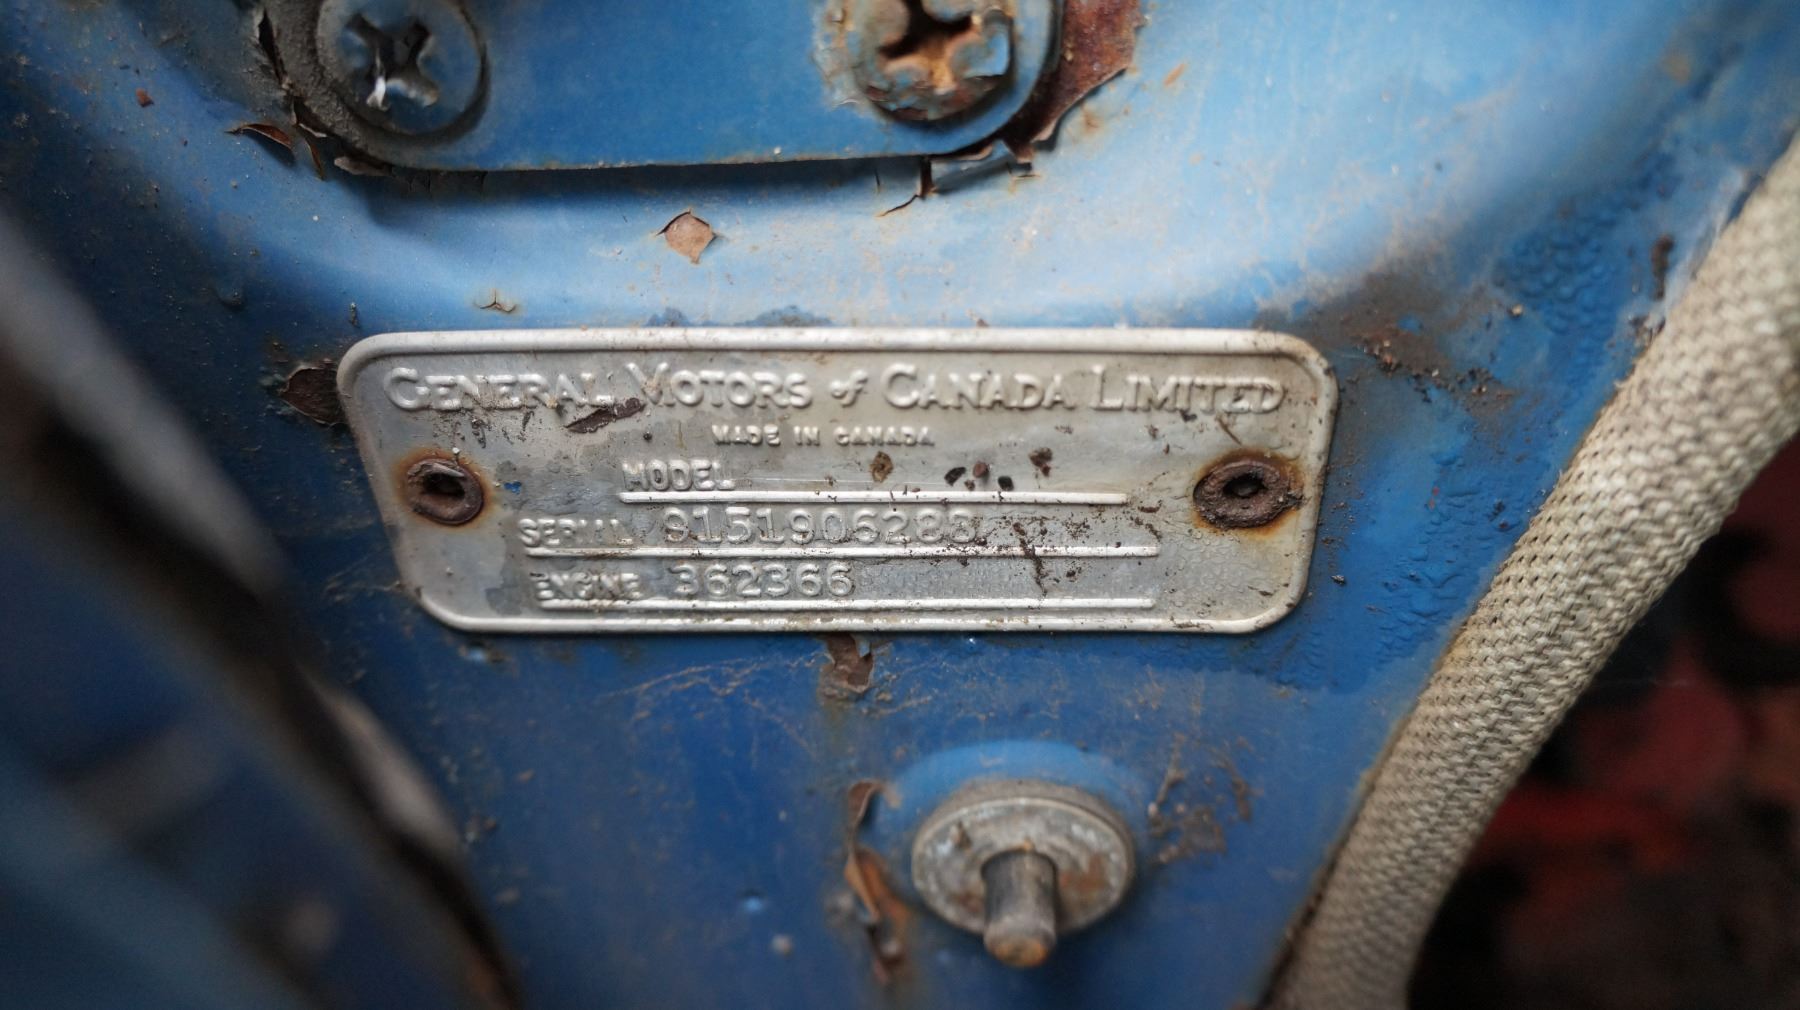 GENERAL MOTORS of CANADA LIMITED
MADE IN CANADA
MODEL
SERIAL 9151906283
ENGINE 362366